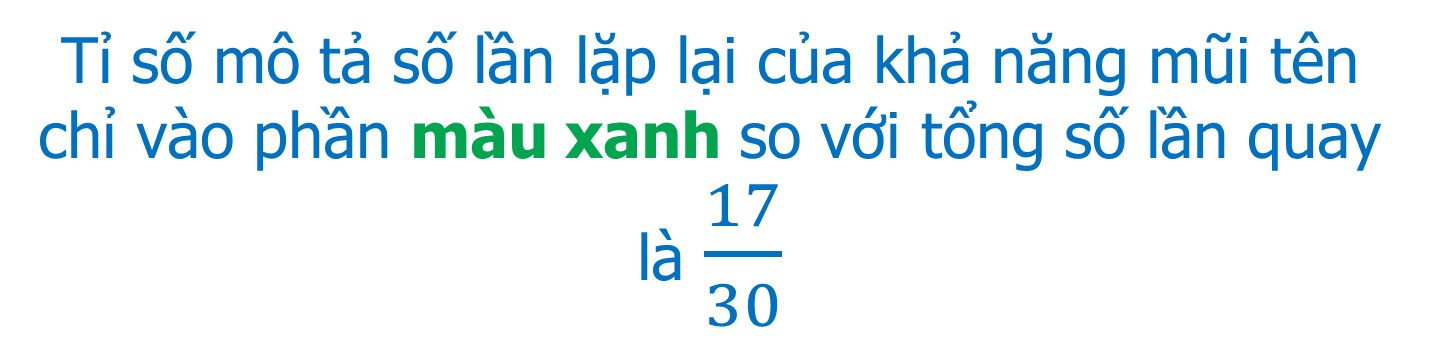 Tỉ số mô tả số lần lặp lại của khả năng mũi tên
chỉ vào phần màu xanh so với tổng số lần quay
là 17/30